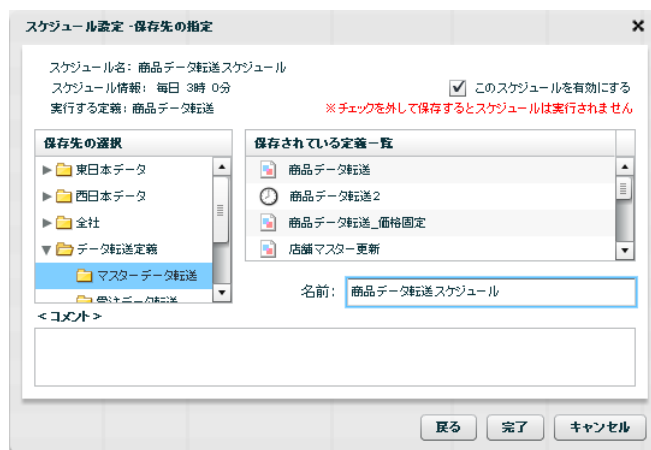 スケジュール設定 -保存先の指定
スケジュール名: 商品データ転送スケジュール
スケジュール情報: 毎日 3時 0分
このスケジュールを有効にする
実行する定義: 商品データ転送
※チェックを外して保存するとスケジュールは実行されません
保存先の選択
保存されている定義一覧
東日本データ
西日本データ
全社
データ転送定義
マスターデータ転送
受注データ転送
商品データ転送
商品データ転送2
商品データ転送_価格固定
店舗マスター更新
名前:
商品データ転送スケジュール
<コメント>
戻る
完了
キャンセル